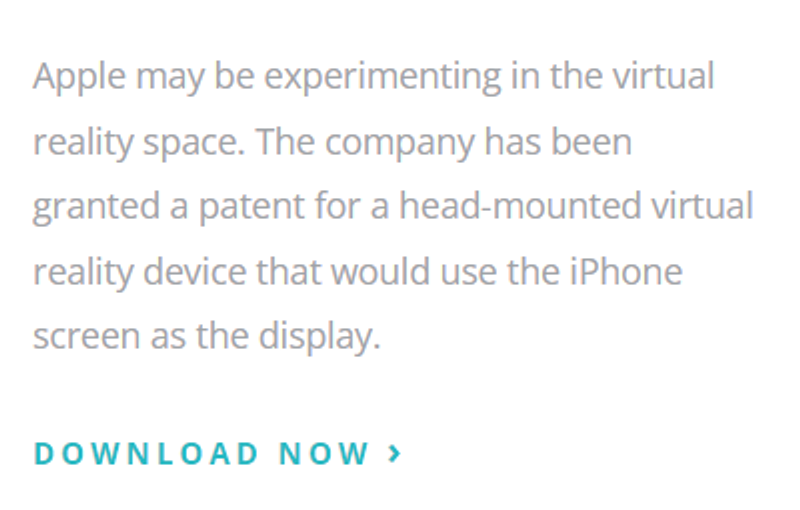 Apple may be experimenting in the virtual
reality space. The company has been
granted a patent for a head-mounted virtual
reality device that would use the iPhone
screen as the display.
DOWNLOAD NOW ›